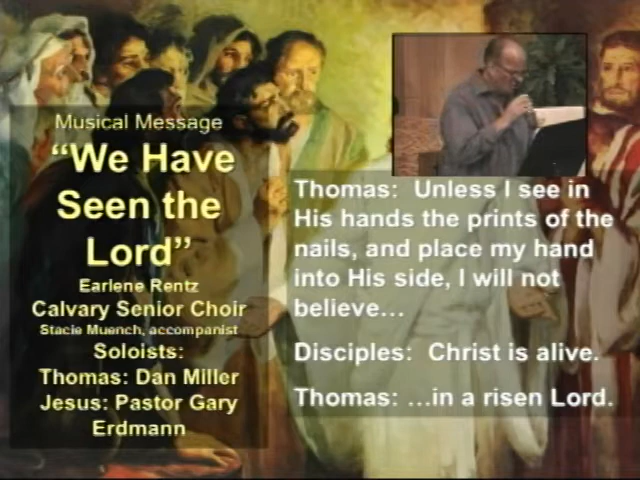 Musical Message
“We Have
Seen the
Lord”
Earlene Rentz
Calvary Senior Choir
Stacie Muench, accompanist
Soloists:
Thomas: Dan Miller
Jesus: Pastor Gary
Erdmann
Thomas:  Unless I see in
His hands the prints of the
nails, and place my hand
into His side, I will not
believe…
Disciples:  Christ is alive.
Thomas: …in a risen Lord.